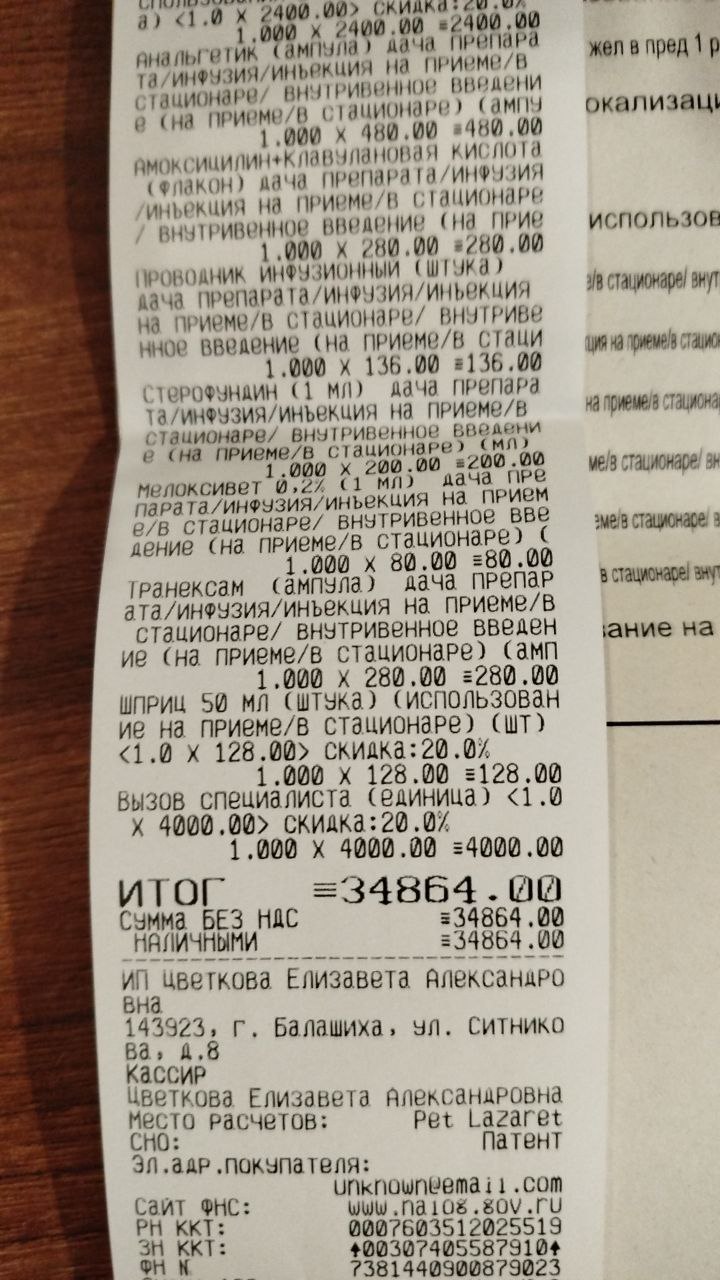 а) <1.0 X 2400.00> СКИДКА:20.0%
1.000 X 2400.00 ≡2400.00
Анальгетик (ампула) дача препара
та/инфузия/инъекция на приеме/в
стационаре/ внутривенное введени
е (на приеме/в стационаре) (ампу
1.000 X 480.00 ≡480.00
Амоксицилин+клавулановая кислота
(флакон) дача препарата/инфузия
/инъекция на приеме/в стационаре
/ внутривенное введение (на прие
1.000 X 280.00 ≡280.00
Проводник инфузионный (штука)
дача препарата/инфузия/инъекция
на приеме/в стационаре/ внутриве
нное введение (на приеме/в стаци
1.000 X 136.00 ≡136.00
Стерофундин (1 мл) дача препара
та/инфузия/инъекция на приеме/в
стационаре/ внутривенное введени
е (на приеме/в стационаре) (мл)
1.000 X 200.00 ≡200.00
Мелоксивет 0,2% (1 мл) дача пре
парата/инфузия/инъекция на прием
е/в стационаре/ внутривенное вве
дение (на приеме/в стационаре) (
1.000 X 80.00 ≡80.00
Транексам (ампула) дача препар
ата/инфузия/инъекция на приеме/в
стационаре/ внутривенное введен
ие (на приеме/в стационаре) (амп
1.000 X 280.00 ≡280.00
Шприц 50 мл (штука) (использован
ие на приеме/в стационаре) (шт)
<1.0 X 128.00> СКИДКА:20.0%
1.000 X 128.00 ≡128.00
Вызов специалиста (единица) <1.0
X 4000.00> СКИДКА:20.0%
1.000 X 4000.00 ≡4000.00
ИТОГ ≡34864.00
СУММА БЕЗ НДС ≡34864.00
НАЛИЧНЫМИ ≡34864.00
ИП Цветкова Елизавета Александро
вна
143923, г. Балашиха, ул. Ситнико
ва, д.8
Кассир
Цветкова Елизавета Александровна
Место расчетов: Pet Lazaret
СНО: Патент
Эл.адр.покупателя:
unknown@email.com
Сайт ФНС: www.nalog.gov.ru
РН ККТ: 0007603512025519
ЗН ККТ: ↑00307405587910↑
ФН N 7381440900879023
жел в пред 1 р
окализаци
использов
е/в стационаре/ внут
ция на приеме/в стацио
на приеме/в стациона
ме/в стационаре/ вн
еме/в стационаре/ в
в стационаре/ внут
вание на